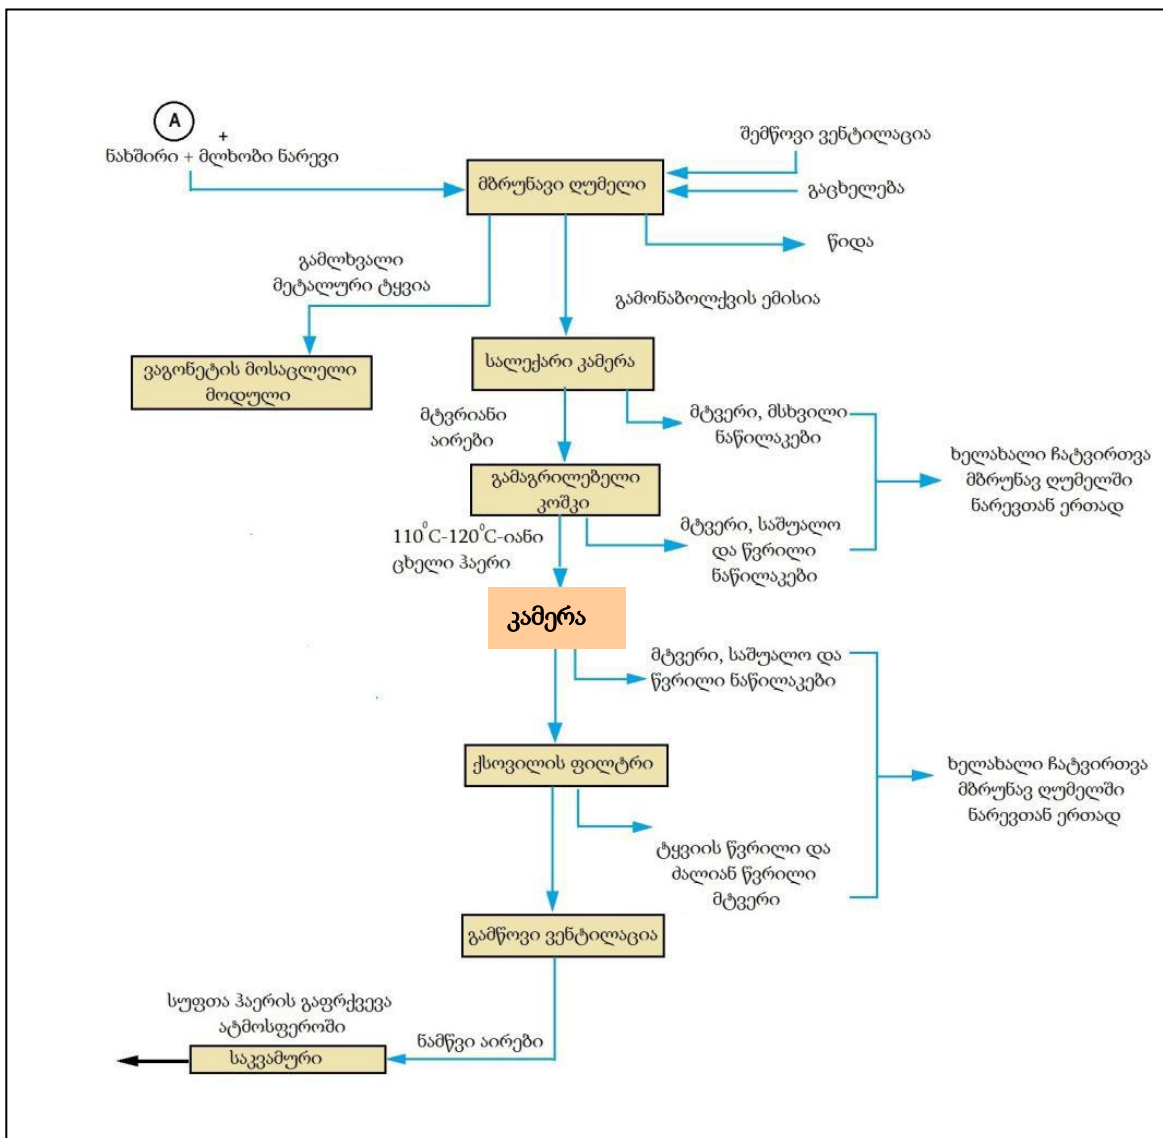 A
+
ნახშირი + მლხობი ნარევი
შემწოვი ვენტილაცია
მბრუნავი ღუმელი
გაცხელება
წიდა
გამლხვალი
მეტალური ტყვია
გამონაბოლქვის ემისია
სალექარი კამერა
ვაგონეტის მოსაცლელი
მოდული
მტვრიანი
აირები
მტვერი, მსხვილი
ნაწილაკები
ხელახალი ჩატვირთვა
მბრუნავ ღუმელში
ნარევთან ერთად
გამაგრილებელი
კოშკი
110⁰C-120⁰C-იანი
ცხელი ჰაერი
მტვერი, საშუალო
და წვრილი
ნაწილაკები
კამერა
მტვერი, საშუალო და
წვრილი ნაწილაკები
ქსოვილის ფილტრი
ხელახალი ჩატვირთვა
მბრუნავ ღუმელში
ნარევთან ერთად
ტყვიის წვრილი და
ძალიან წვრილი
მტვერი
გამწოვი ვენტილაცია
სუფთა ჰაერის გაფრქვევა
ატმოსფეროში
ნამწვი აირები
საკვამური